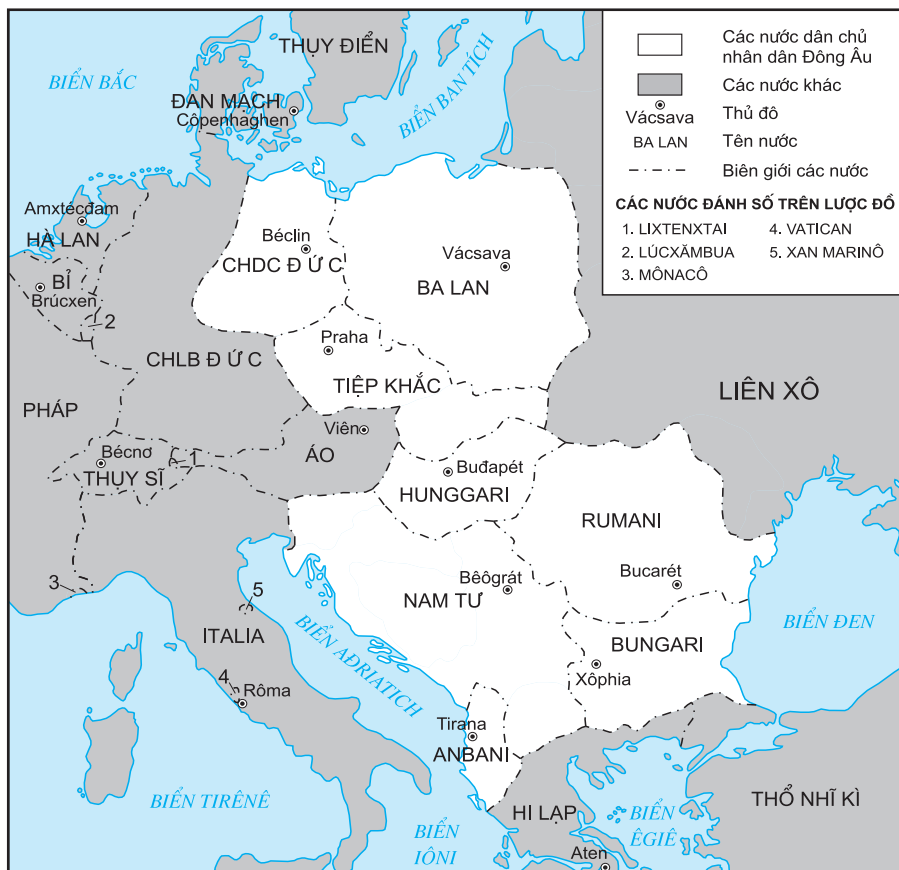 THỤY ĐIỂN
BIỂN BẮC
ĐAN MẠCH
Côpenhaghen
BIỂN BAN TÍCH
Các nước dân chủ
nhân dân Đông Âu
Các nước khác
Vácsava
Thủ đô
BA LAN
Tên nước
Biên giới các nước
CÁC NƯỚC ĐÁNH SỐ TRÊN LƯỢC ĐỒ
1. LIXTENXTAI
4. VATICAN
2. LÚCXĂMBUA
5. XAN MARINÔ
3. MÔNACÔ
Amxtécđam
HÀ LAN
Béclin
CHDC ĐỨC
Vácsava
BA LAN
BỈ
Brúcxen
2
Praha
CHLB ĐỨC
TIỆP KHẮC
LIÊN XÔ
PHÁP
Viên
ÁO
Bécnơ
1
THỤY SĨ
Buđapét
HUNGGARI
RUMANI
Bêôgrát
NAM TƯ
Bucarét
3
5
ITALIA
BIỂN AĐRIATICH
BUNGARI
BIỂN ĐEN
Xôphia
4
Rôma
Tirana
ANBANI
BIỂN TIRÊNÊ
HI LẠP
BIỂN
ÊGIÊ
THỔ NHĨ KÌ
BIỂN
IÔNI
Aten